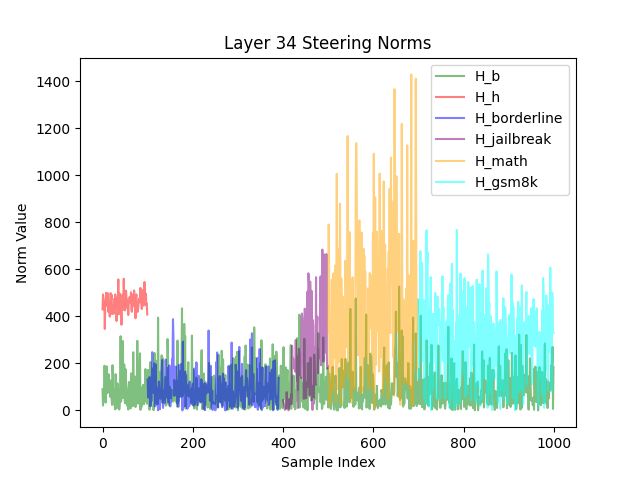 Layer 34 Steering Norms
Norm Value
1400
1200
1000
800
600
400
200
0
H_b
H_h
H_borderline
H_jailbreak
H_math
H_gsm8k
0
200
400
600
800
1000
Sample Index